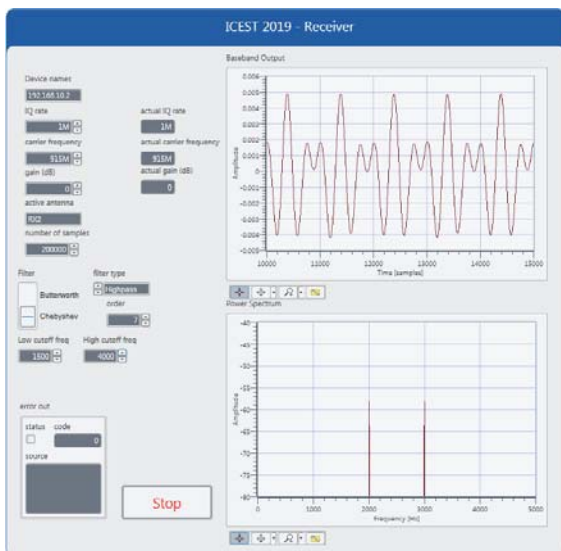 ICEST 2019 - Receiver
Device names
192.168.10.2
IQ rate
1M
actual IQ rate
1M
carrier frequency
915M
actual carrier frequency
915M
gain (dB)
0
actual gain (dB)
0
active antenna
RX2
number of samples
200000
Filter
Butterworth
Chebyshev
filter type
Highpass
order
7
Low cutoff freq
1500
High cutoff freq
4000
error out
status code
0
source
Stop
Baseband Output
Amplitude
0.006
0.005
0.004
0.003
0.002
0.001
0
-0.001
-0.002
-0.003
-0.004
-0.005
10000 11000 12000 13000 14000 15000
Time [samples]
Power Spectrum
Amplitude
-40
-45
-50
-55
-60
-65
-70
-75
-80
0 1000 2000 3000 4000 5000
Frequency [Hz]